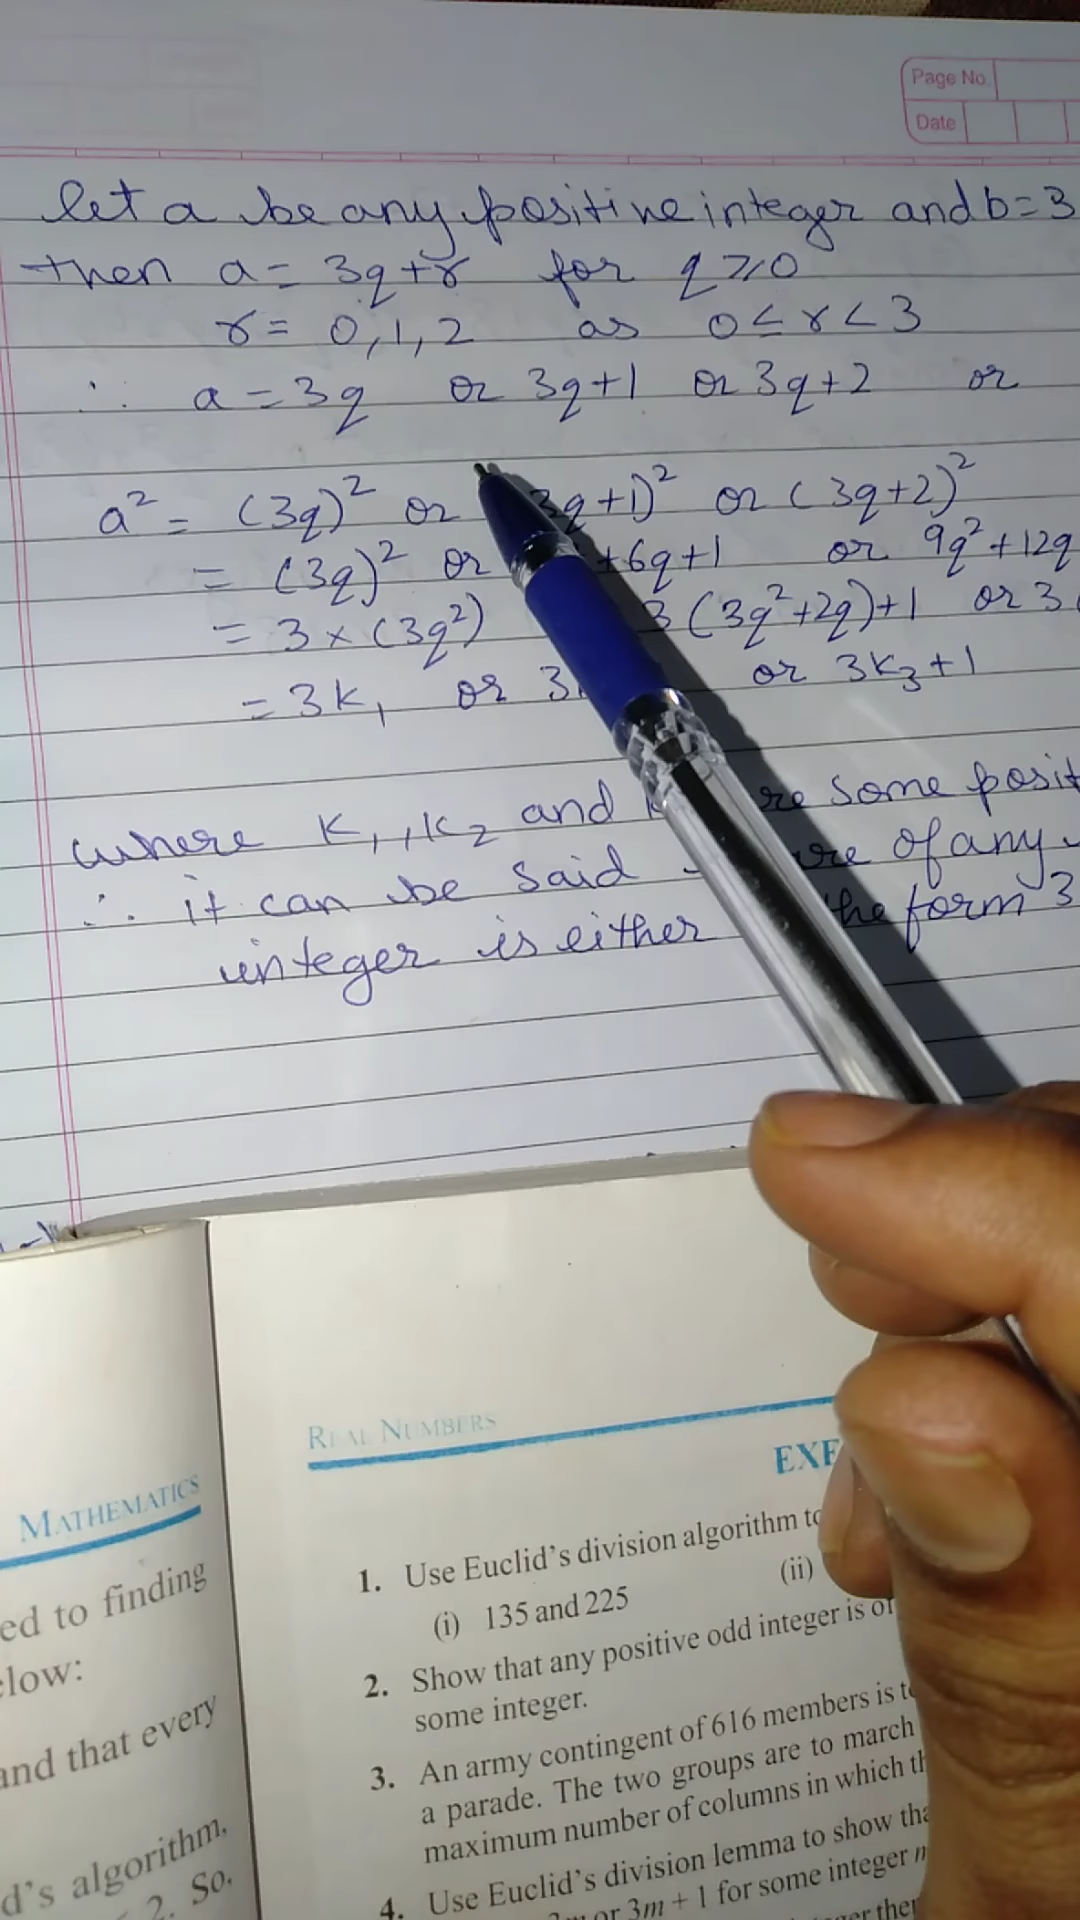 Page No.
Date
let a be any positive integer and b=3
then a = 3q+r for q ≥ 0
r = 0, 1, 2 as 0 ≤ r < 3
∴ a = 3q or 3q+1 or 3q+2 or
a² = (3q)² or 3q+1)² or (3q+2)²
= (3q)² or +6q+1 or 9q²+12q
= 3 × (3q²) 3 (3q²+2q)+1 or 3
= 3k₁ or 3 or 3k₃+1
where K₁, K₂ and some posit
∴ it can be said of any
integer is either the form 3
MATHEMATICS
ed to finding
elow:
and that every
d's algorithm,
2. So,
REAL NUMBERS
EXE
1. Use Euclid's division algorithm to
(i) 135 and 225 (ii)
2. Show that any positive odd integer is of
some integer.
3. An army contingent of 616 members is to
a parade. The two groups are to march
maximum number of columns in which th
4. Use Euclid's division lemma to show tha
or 3m + 1 for some integer m